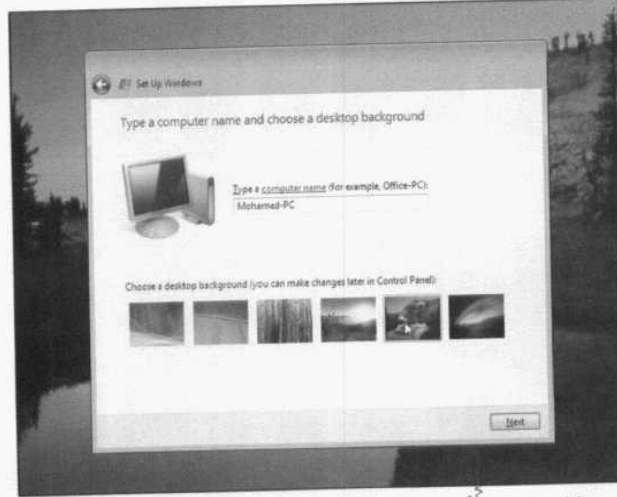 Set Up Windows
Type a computer name and choose a desktop background
Type a computer name (for example, Office-PC):
Mohamed-PC
Choose a desktop background (you can make changes later in Control Panel):
Next